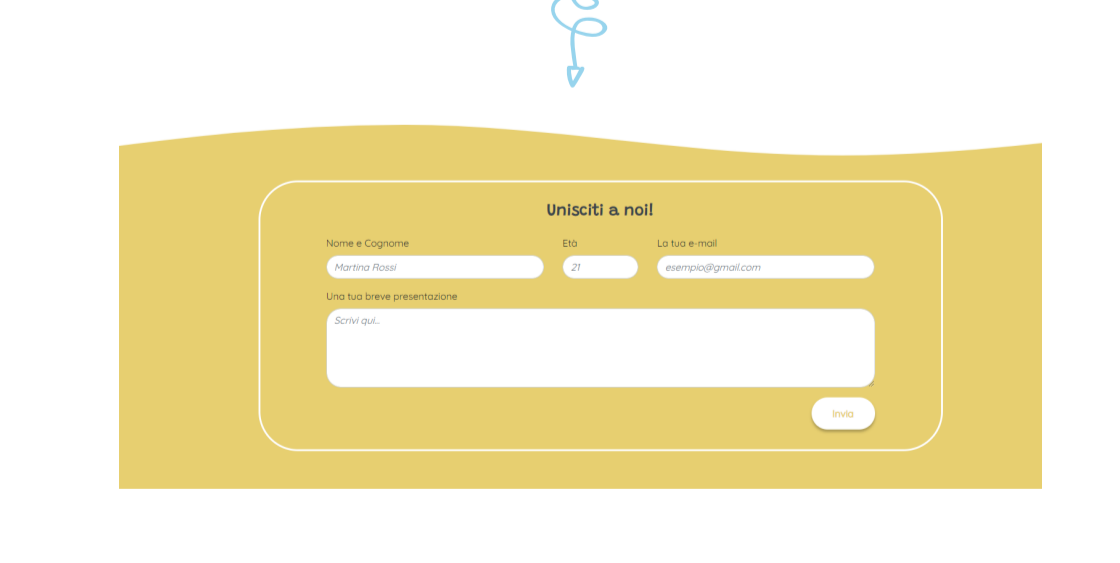 Unisciti a noi!
Nome e Cognome
Età
La tua e-mail
Martina Rossi
21
esempio@gmail.com
Una tua breve presentazione
Scrivi qui...
Invia